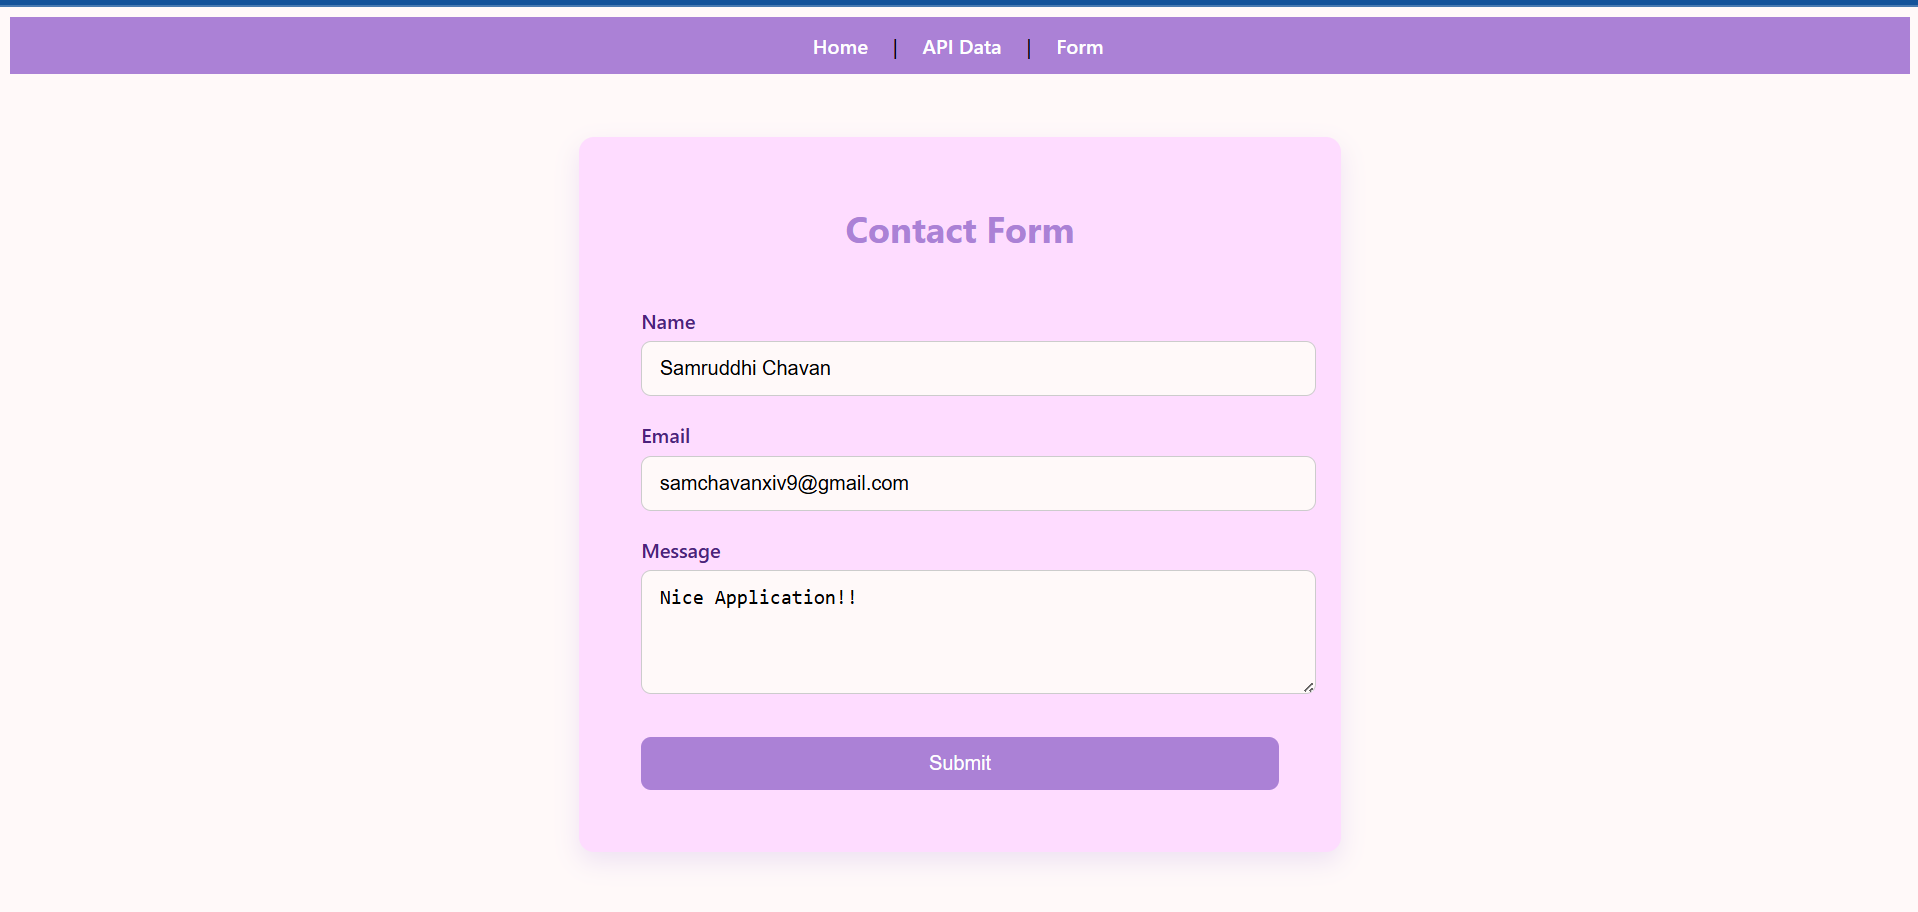 Home | API Data | Form
Contact Form
Name
Samruddhi Chavan
Email
samchavanxiv9@gmail.com
Message
Nice Application!!
Submit